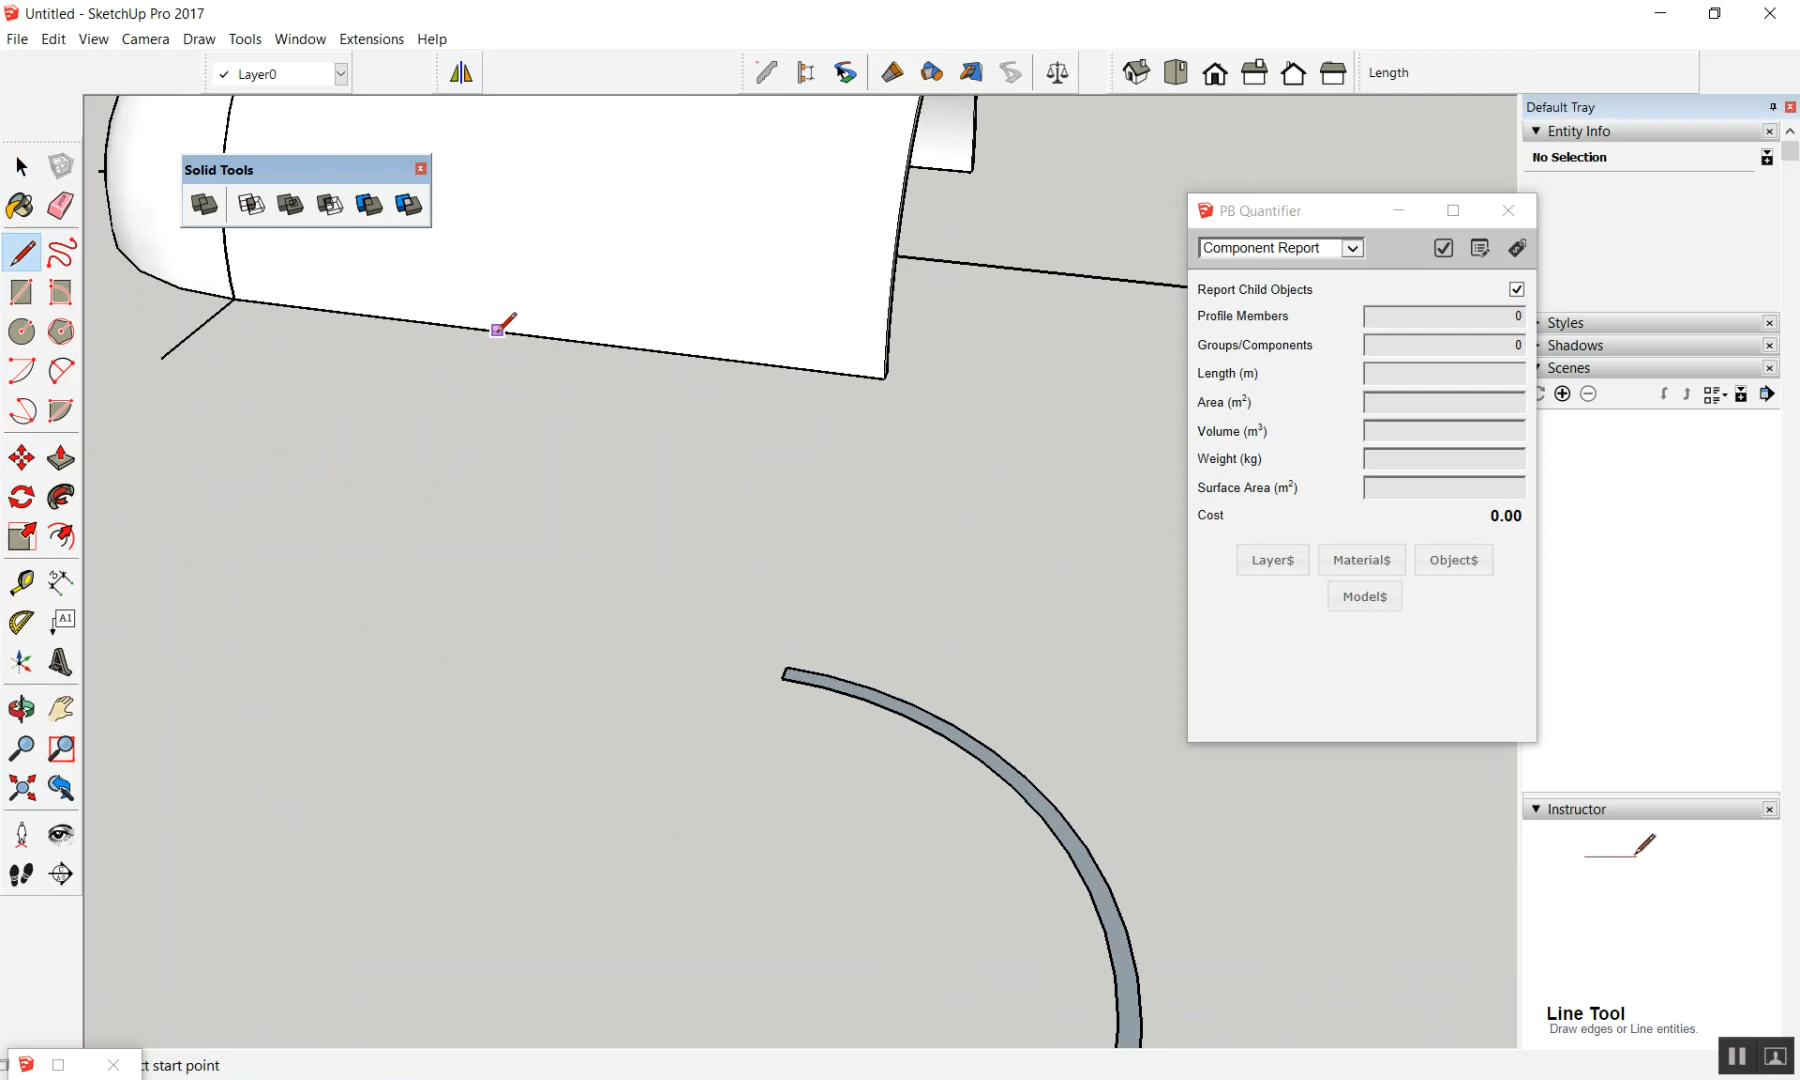 Untitled - SketchUp Pro 2017
File Edit View Camera Draw Tools Window Extensions Help
Layer0
Length
Default Tray
Entity Info
No Selection
Solid Tools
PB Quantifier
Component Report
Report Child Objects
Profile Members 0
Groups/Components 0
Length (m)
Area (m²)
Volume (m³)
Weight (kg)
Surface Area (m²)
Cost 0.00
Layer$ Material$ Object$
Model$
Styles
Shadows
Scenes
A1
Instructor
Line Tool
Draw edges or Line entities.
start point